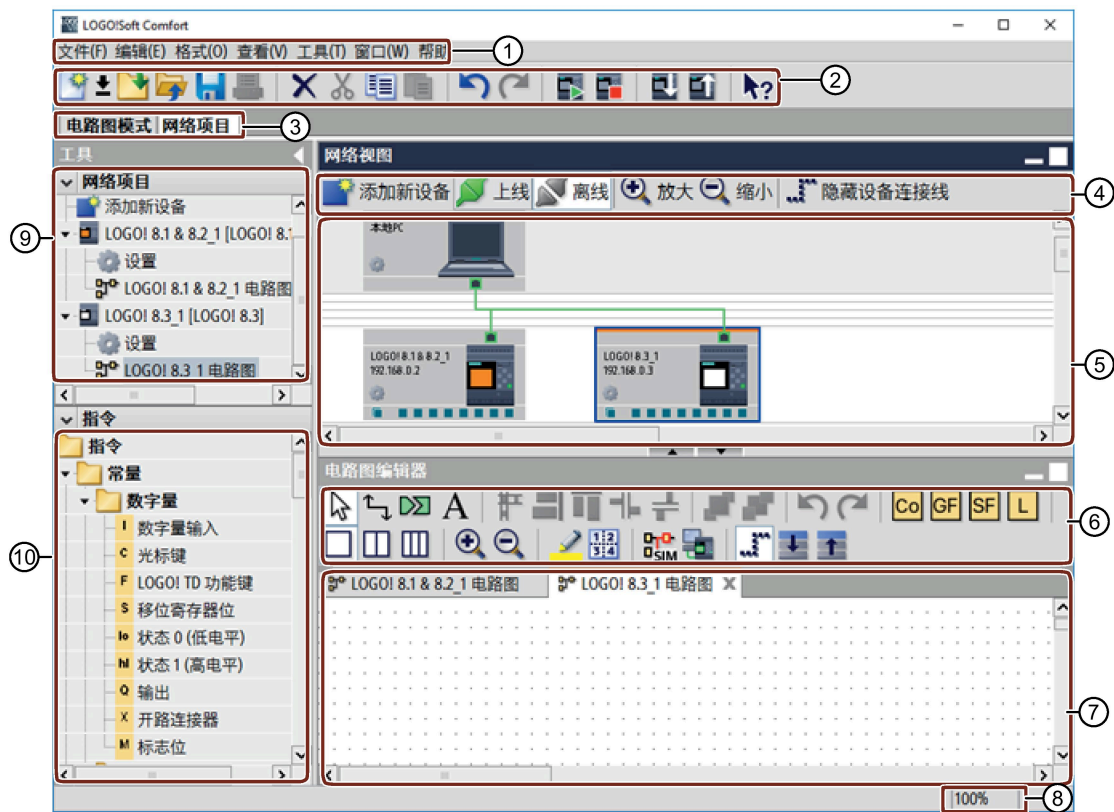 LOGO!Soft Comfort
文件(F) 编辑(E) 格式(O) 查看(V) 工具(T) 窗口(W) 帮助
①
②
电路图模式 网络项目
③
工具
网络项目
添加新设备
LOGO! 8.1 & 8.2_1 [LOGO! 8.1
设置
LOGO! 8.1 & 8.2_1 电路图
LOGO! 8.3_1 [LOGO! 8.3]
设置
LOGO! 8.3_1 电路图
⑨
指令
指令
常量
数字量
I 数字量输入
C 光标键
F LOGO! TD 功能键
S 移位寄存器位
lo 状态 0 (低电平)
hi 状态 1 (高电平)
Q 输出
X 开路连接器
M 标志位
⑩
网络视图
添加新设备 上线 离线 放大 缩小 隐藏设备连接线
④
本地PC
LOGO! 8.1 & 8.2_1
192.168.0.2
LOGO! 8.3_1
192.168.0.3
⑤
电路图编辑器
A Co GF SF L
1 2
3 4
SIM
⑥
LOGO! 8.1 & 8.2_1 电路图 LOGO! 8.3_1 电路图 X
⑦
100%
⑧